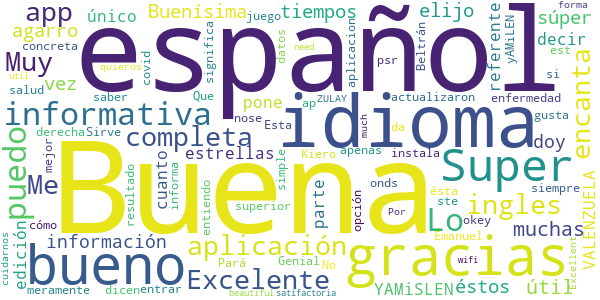 app
único
Buenísima
tiempos
elijo
súper
forma
concreta
agarro
juego
aplicacion
Beltrán
decir
Muy
vez
covid
español
significa
datos
need
yAMiLEN
referente
est
quieros
util
salud
saber
Que
pone
ap
psr
actualizaron
si
informativa
idioma
encanta
nose
Esta
ZULAY
enfermedad
derecha
Sirve
completa
da
much
gusta
puedo
mejor
estrellas
Kiero
apenas
instala
doy
Me
cuanto
Buena
Super
cómo
resultado
informa
entiendo
simple
parte
opción
onds
ésta
siempre
superior
Lo
ste
ingles
VALENZUELA
edición
Por
okey
muchas
información
aplicación
Emanuel
bueno
Pará
No
gracias
Genial
wifi
Excellent
cuidarnos
meramente
Excelente
YAMiSLEN
éstos
útil
dicen
entrar
beautiful
satisfactoria